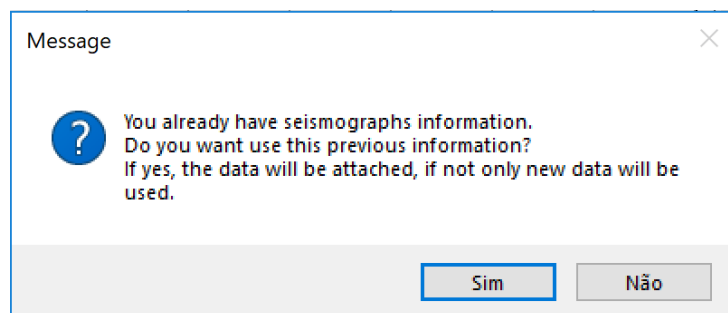 Message
You already have seismographs information.
Do you want use this previous information?
If yes, the data will be attached, if not only new data will be
used.
Sim
Não